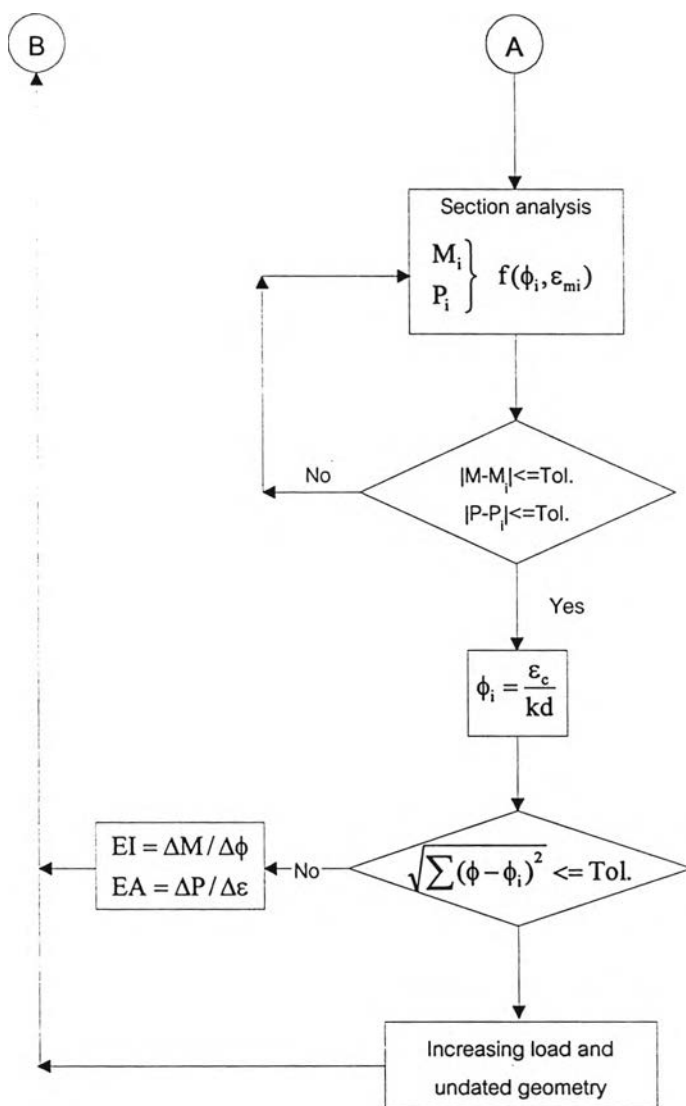 B
A
Section analysis
M_i
P_i } f(ϕ_i, ε_mi)
|M-M_i|<=Tol.
|P-P_i|<=Tol.
No
Yes
ϕ_i = ε_c / kd
EI = ΔM / Δϕ
EA = ΔP / Δε
No
√∑(ϕ − ϕ_i)² <= Tol.
Increasing load and
undated geometry